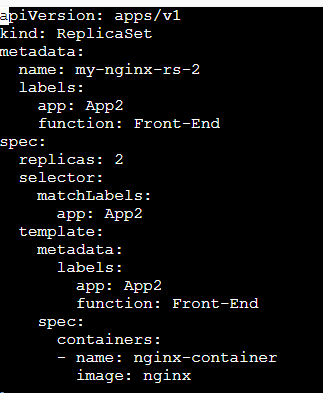 apiVersion: apps/v1
kind: ReplicaSet
metadata:
  name: my-nginx-rs-2
  labels:
    app: App2
    function: Front-End
spec:
  replicas: 2
  selector:
    matchLabels:
      app: App2
  template:
    metadata:
      labels:
        app: App2
        function: Front-End
    spec:
      containers:
      - name: nginx-container
        image: nginx